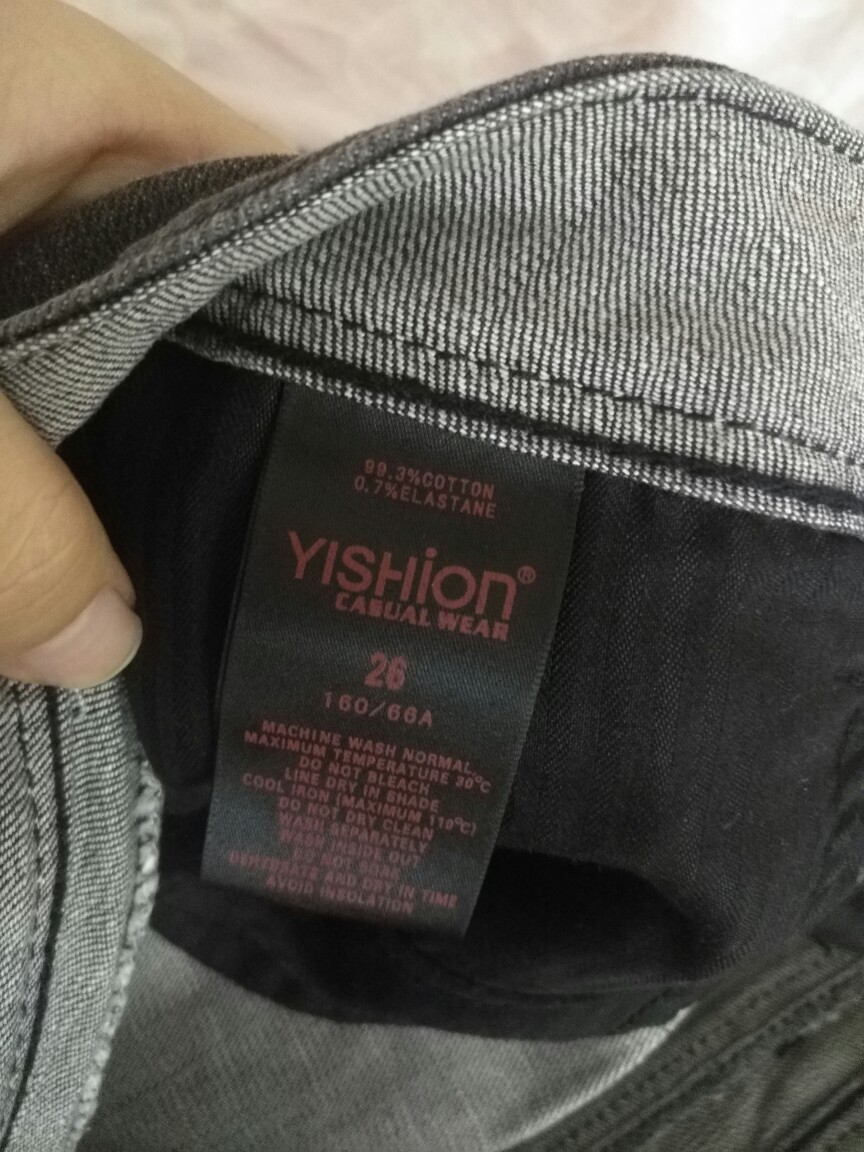 99.3%COTTON
0.7%ELASTANE
YISHion®
CASUAL WEAR
26
160/66A
MACHINE WASH NORMAL
MAXIMUM TEMPERATURE 30°C
DO NOT BLEACH
LINE DRY IN SHADE
COOL IRON (MAXIMUM 110°C)
DO NOT DRY CLEAN
WASH SEPARATELY
WASH INSIDE OUT
DO NOT SOAK
DEHYDRATE AND DRY IN TIME
AVOID INSOLATION